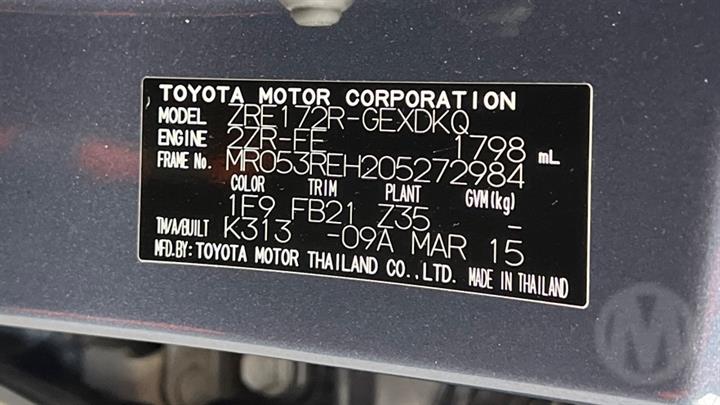 TOYOTA MOTOR CORPORATION
MODEL ZRE172R-GEXDKQ
ENGINE 2ZR-FE 1798 mL
FRAME No. MR053REH205272984
COLOR TRIM PLANT GVM(kg)
1F9 FB21 Z35 -
T/M/A/BUILT K313 -09A MAR 15
MFD.BY: TOYOTA MOTOR THAILAND CO.,LTD. MADE IN THAILAND
M